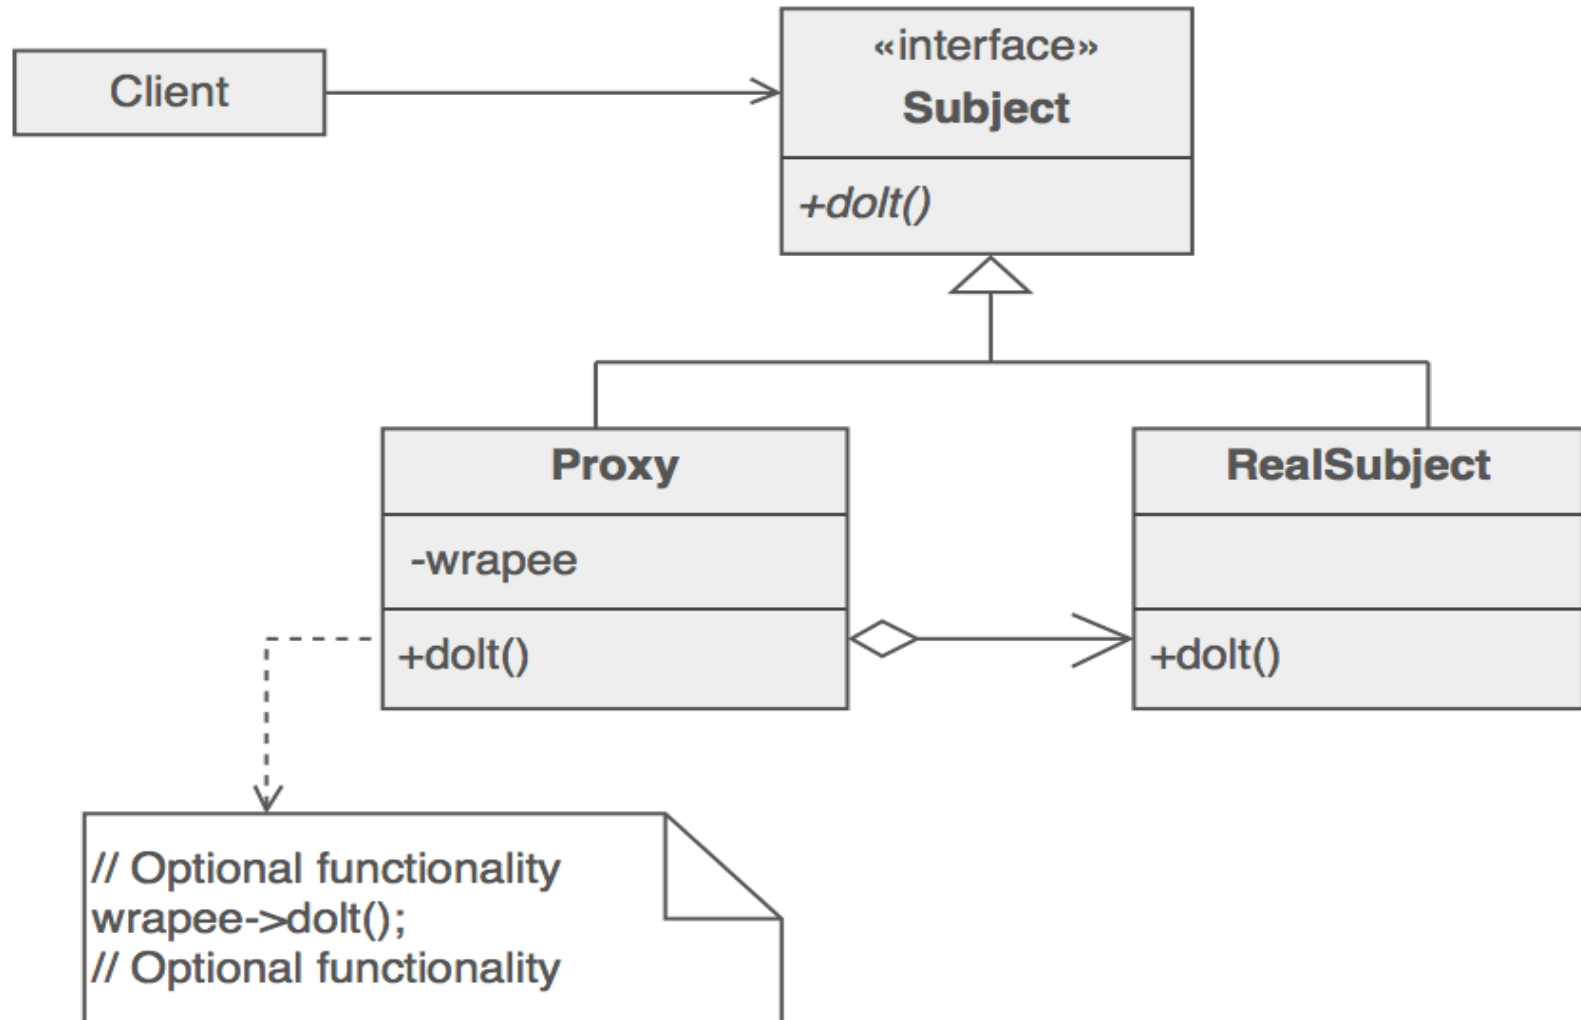 Client
«interface»
Subject
+doIt()
Proxy
-wrapee
+doIt()
RealSubject
+doIt()
// Optional functionality
wrapee->doIt();
// Optional functionality